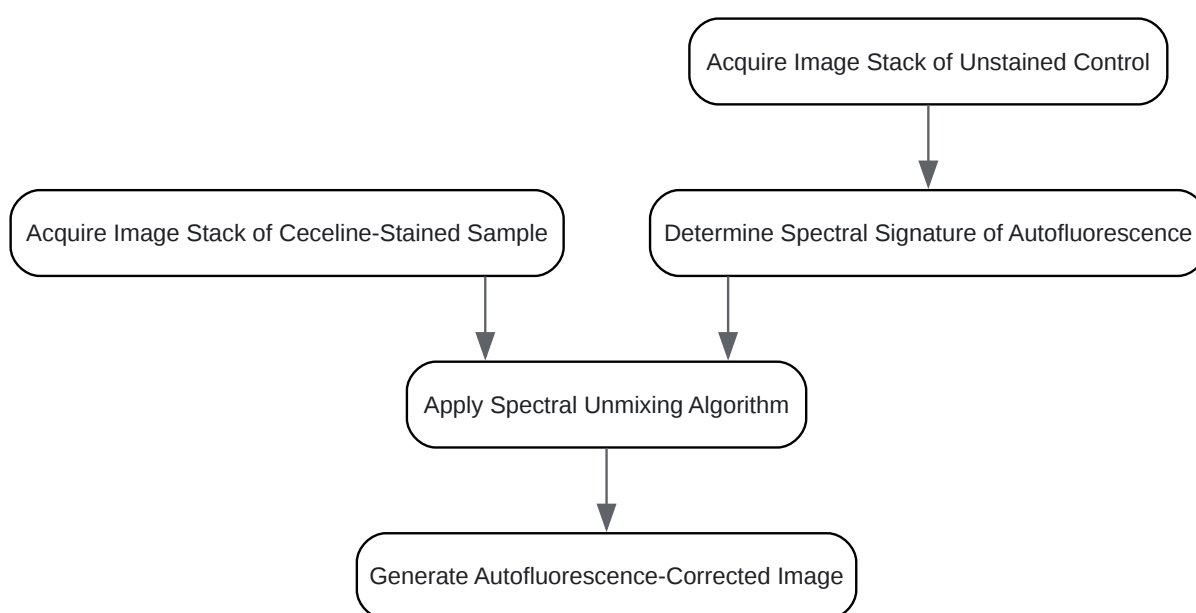 Acquire Image Stack of Unstained Control
Acquire Image Stack of Ceceline-Stained Sample
Determine Spectral Signature of Autofluorescence
Apply Spectral Unmixing Algorithm
Generate Autofluorescence-Corrected Image